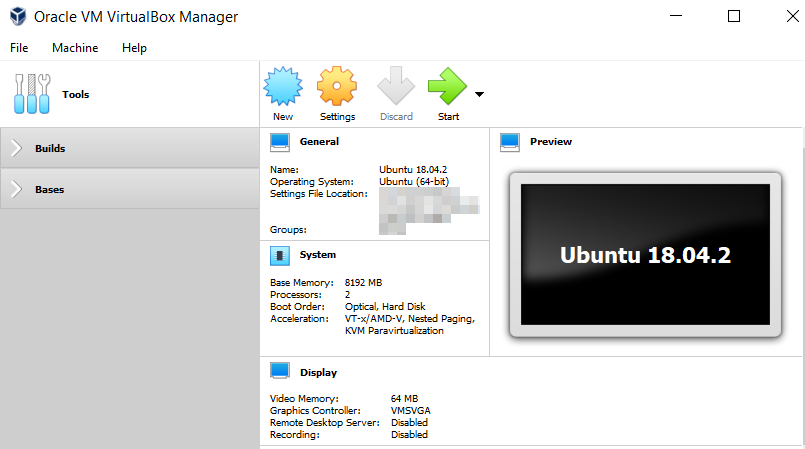 Oracle VM VirtualBox Manager
File Machine Help
Tools
New Settings Discard Start
Builds
Bases
General
Name: Ubuntu 18.04.2
Operating System: Ubuntu (64-bit)
Settings File Location:
Groups:
System
Base Memory: 8192 MB
Processors: 2
Boot Order: Optical, Hard Disk
Acceleration: VT-x/AMD-V, Nested Paging,
KVM Paravirtualization
Preview
Ubuntu 18.04.2
Display
Video Memory: 64 MB
Graphics Controller: VMSVGA
Remote Desktop Server: Disabled
Recording: Disabled